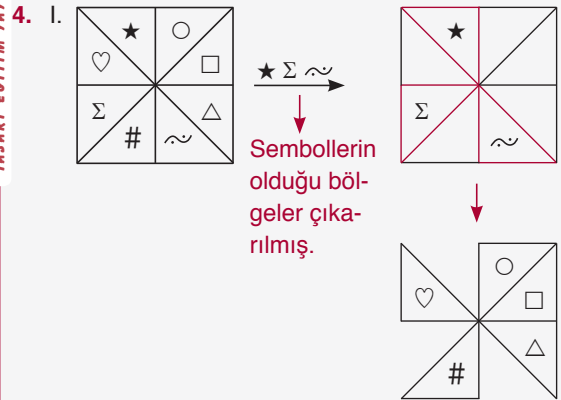 4. I.
★ ○
♡ □
Σ △
# ∻
★ Σ ∻
★
Σ
∻
Sembollerin
olduğu böl-
geler çıka-
rılmış.
○
♡ □
△
#